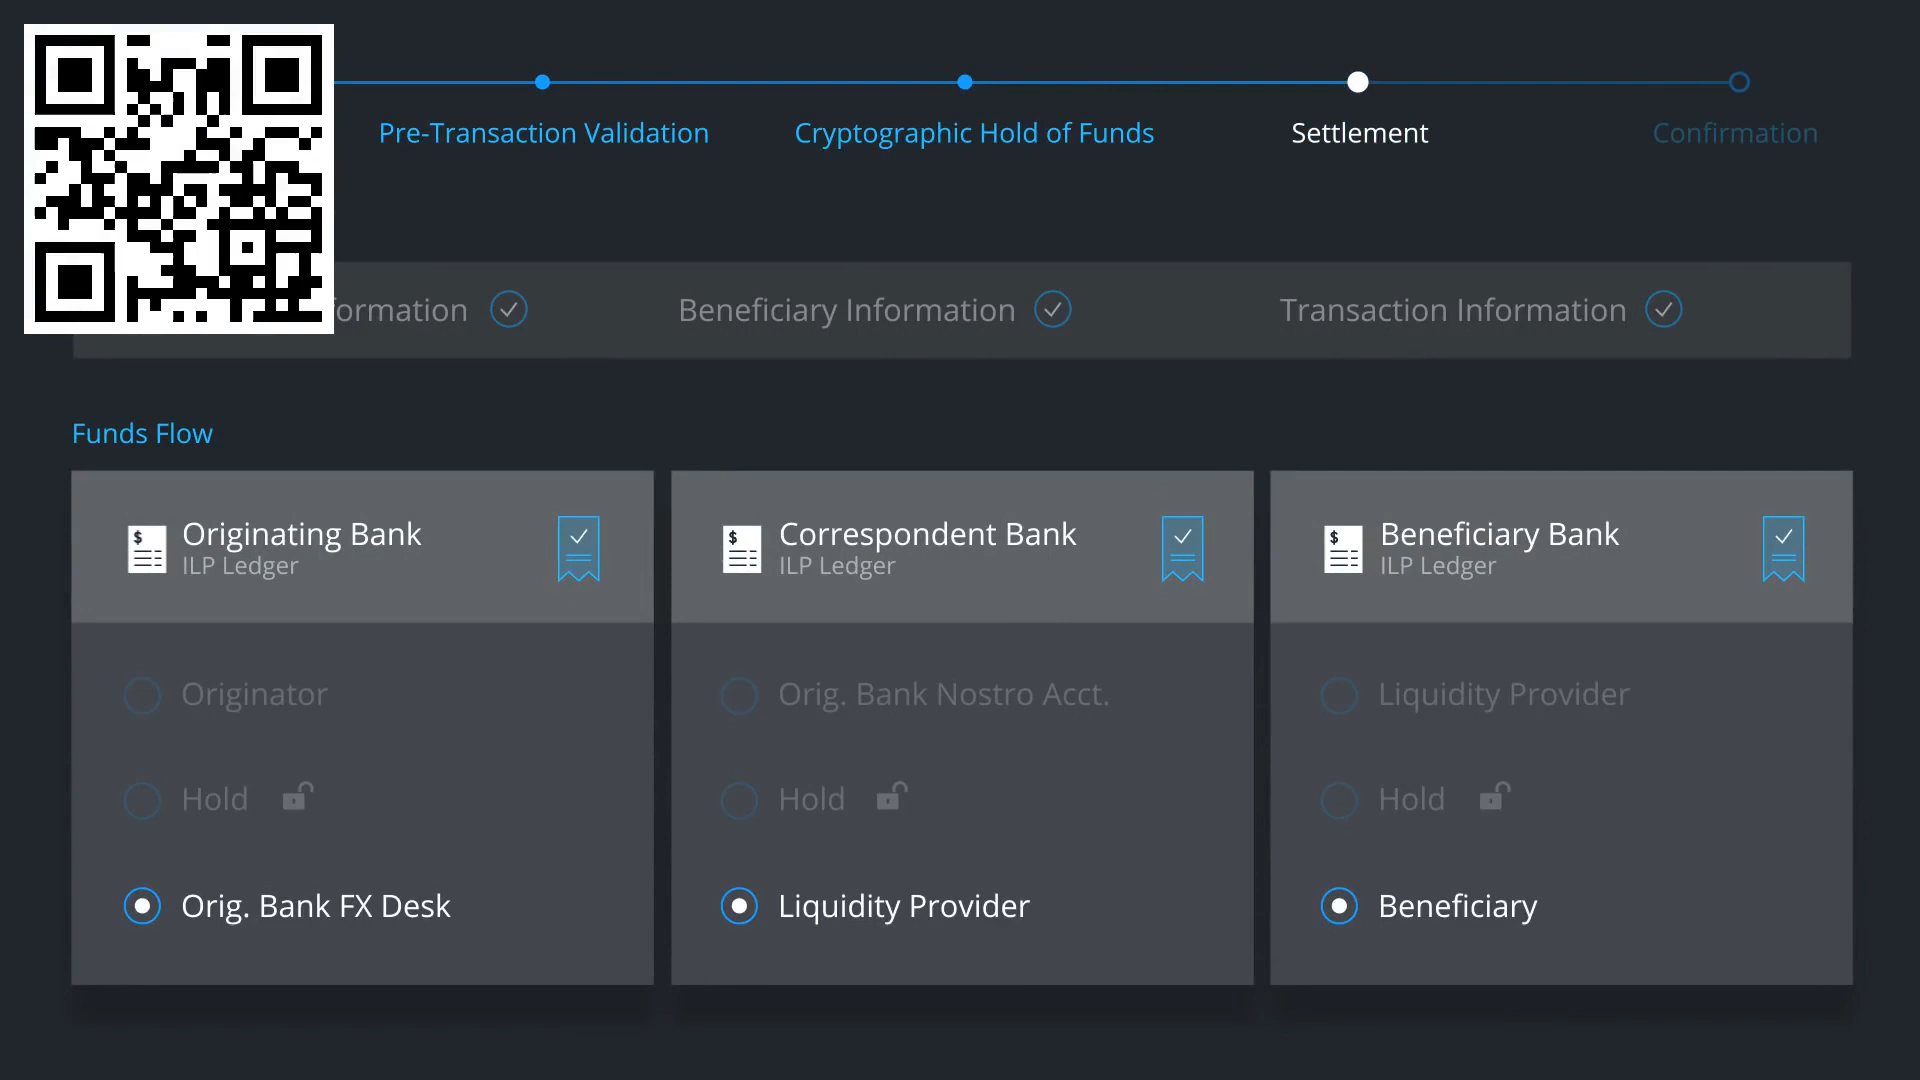 Pre-Transaction Validation
Cryptographic Hold of Funds
Settlement
Confirmation
formation
Beneficiary Information
Transaction Information
Funds Flow
Originating Bank
ILP Ledger
Correspondent Bank
ILP Ledger
Beneficiary Bank
ILP Ledger
Originator
Orig. Bank Nostro Acct.
Liquidity Provider
Hold
Hold
Hold
Orig. Bank FX Desk
Liquidity Provider
Beneficiary